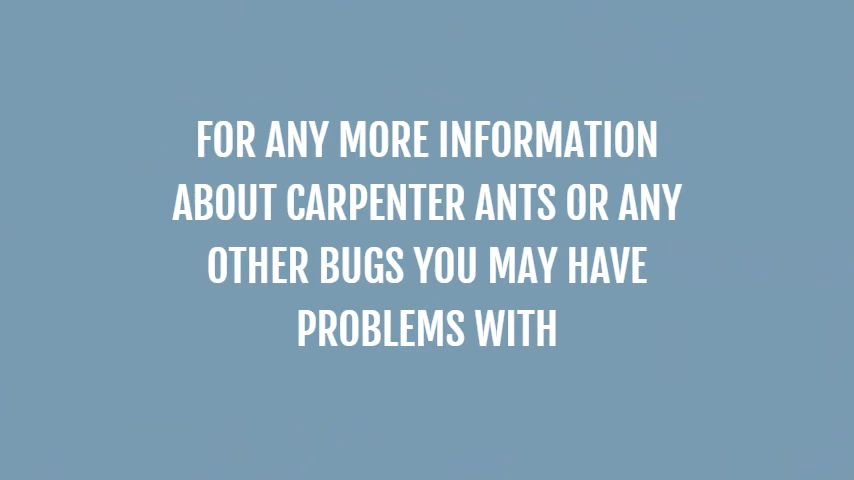 FOR ANY MORE INFORMATION
ABOUT CARPENTER ANTS OR ANY
OTHER BUGS YOU MAY HAVE
PROBLEMS WITH